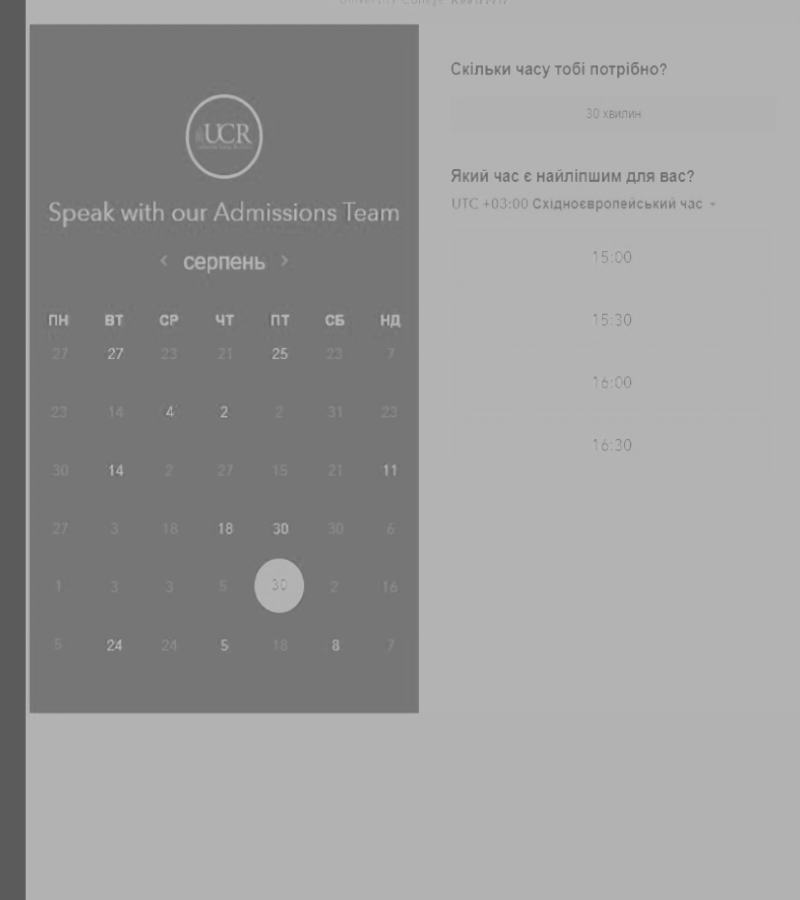 University College
UCR
Speak with our Admissions Team
‹ серпень ›
ПН ВТ СР ЧТ ПТ СБ НД
27 27 23 21 25 23 7
23 14 4 2 2 31 23
30 14 2 27 15 21 11
27 3 18 18 30 30 6
1 3 3 5 30 2 16
5 24 24 5 18 8 7
Скільки часу тобі потрібно?
30 хвилин
Який час є найліпшим для вас?
UTC +03:00 Східноєвропейський час
15:00
15:30
16:00
16:30